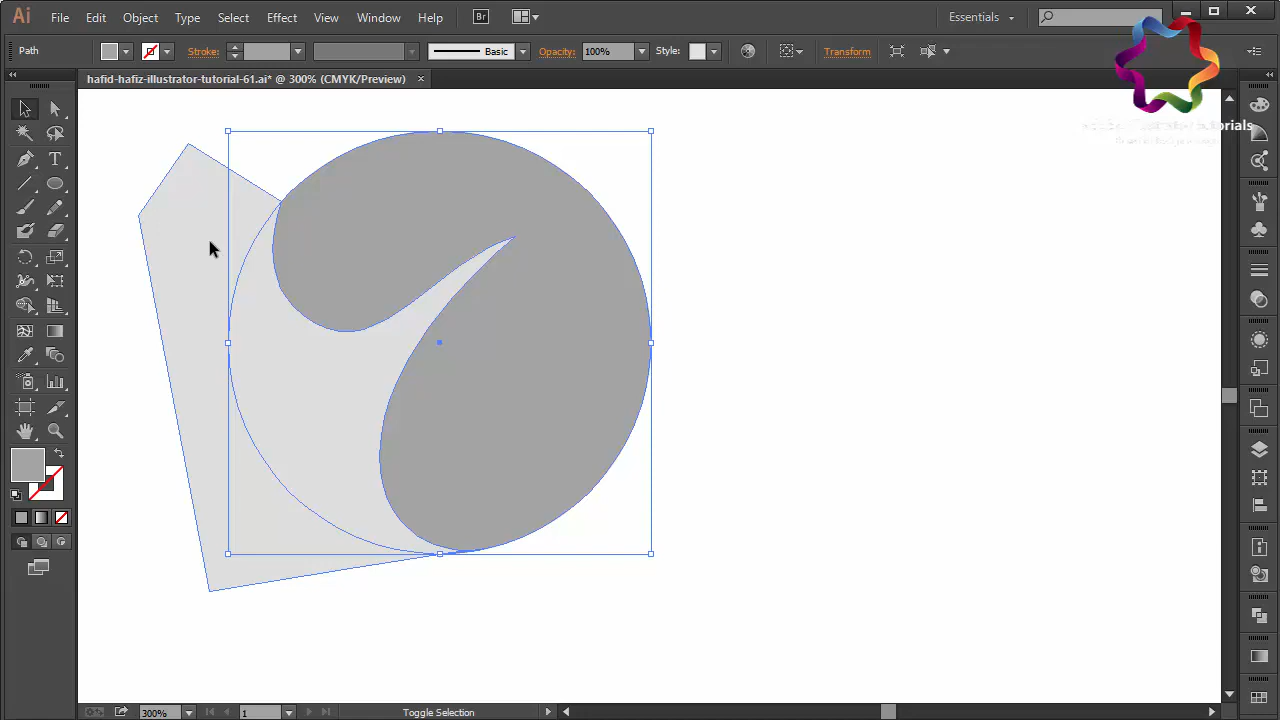 Ai File Edit Object Type Select Effect View Window Help Br Essentials
Path Stroke: Basic Opacity: 100% Style: Transform
hafid-hafiz-illustrator-tutorial-61.ai* @ 300% (CMYK/Preview) ×
Tutorials
T
300% 1 Toggle Selection